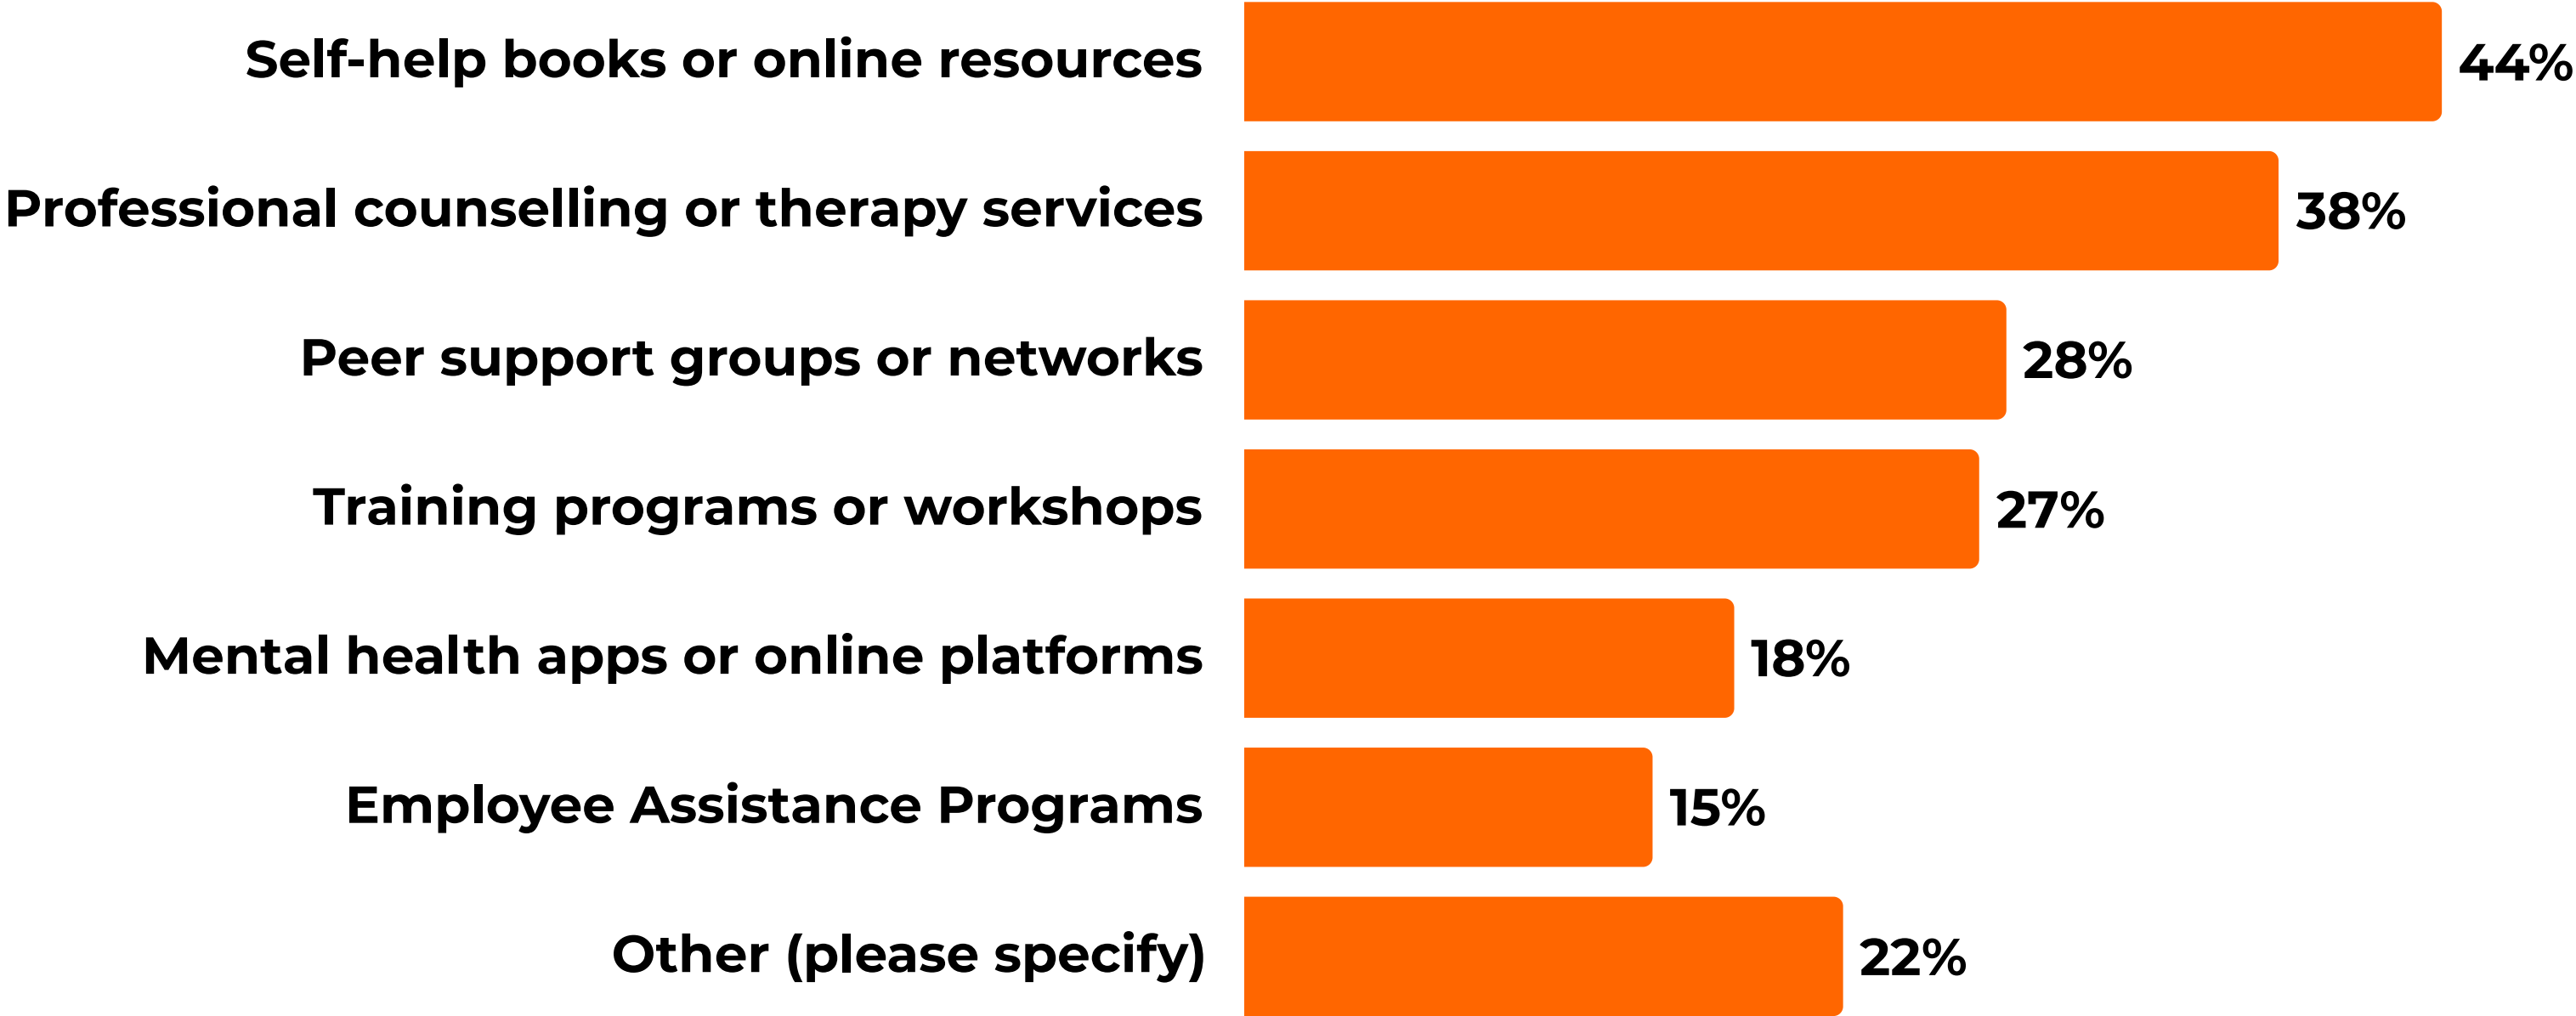 Self-help books or online resources 44%
Professional counselling or therapy services 38%
Peer support groups or networks 28%
Training programs or workshops 27%
Mental health apps or online platforms 18%
Employee Assistance Programs 15%
Other (please specify) 22%